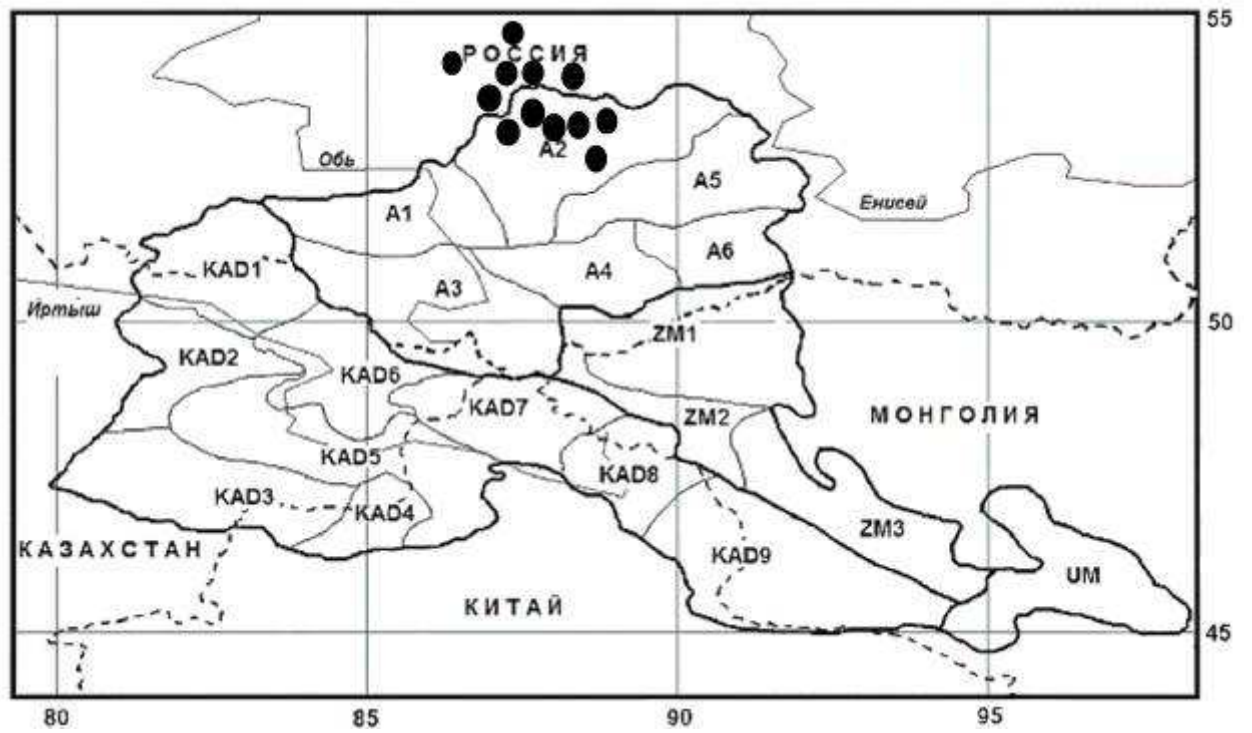 55
РОССИЯ
A2
Обь
A5
A1
Енисей
KAD1
A6
A4
A3
Иртыш
50
ZM1
KAD2
KAD6
KAD7
ZM2
МОНГОЛИЯ
KAD5
KAD8
KAD3
KAD4
ZM3
КАЗАХСТАН
KAD9
UM
КИТАЙ
45
80
85
90
95